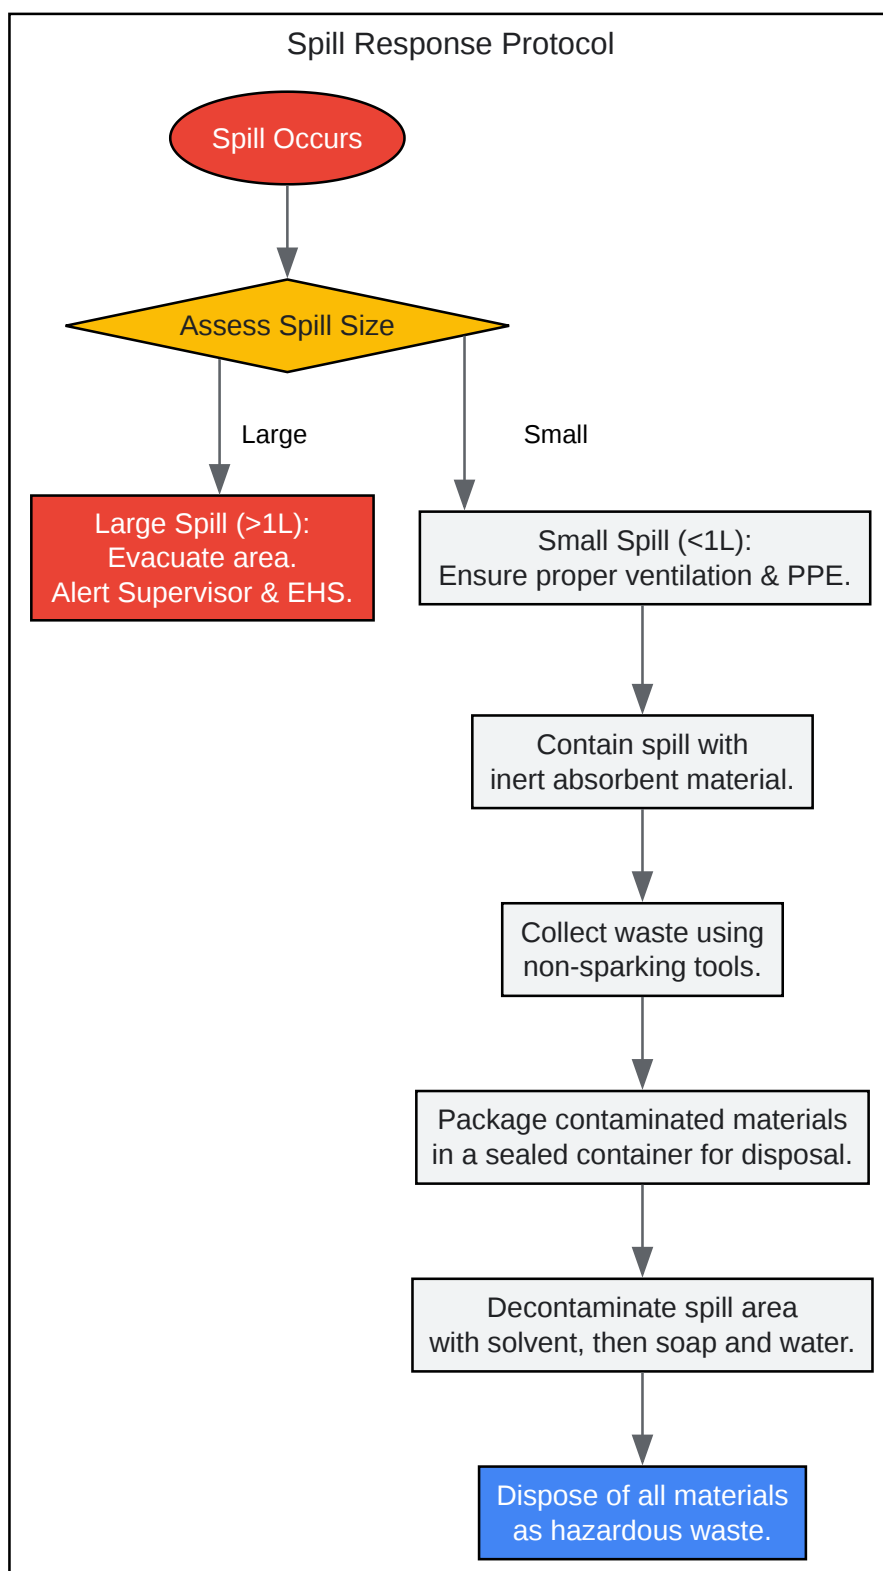 Spill Response Protocol
Spill Occurs
Assess Spill Size
Large
Small
Large Spill (>1L):
Evacuate area.
Alert Supervisor & EHS.
Small Spill (<1L):
Ensure proper ventilation & PPE.
Contain spill with
inert absorbent material.
Collect waste using
non-sparking tools.
Package contaminated materials
in a sealed container for disposal.
Decontaminate spill area
with solvent, then soap and water.
Dispose of all materials
as hazardous waste.